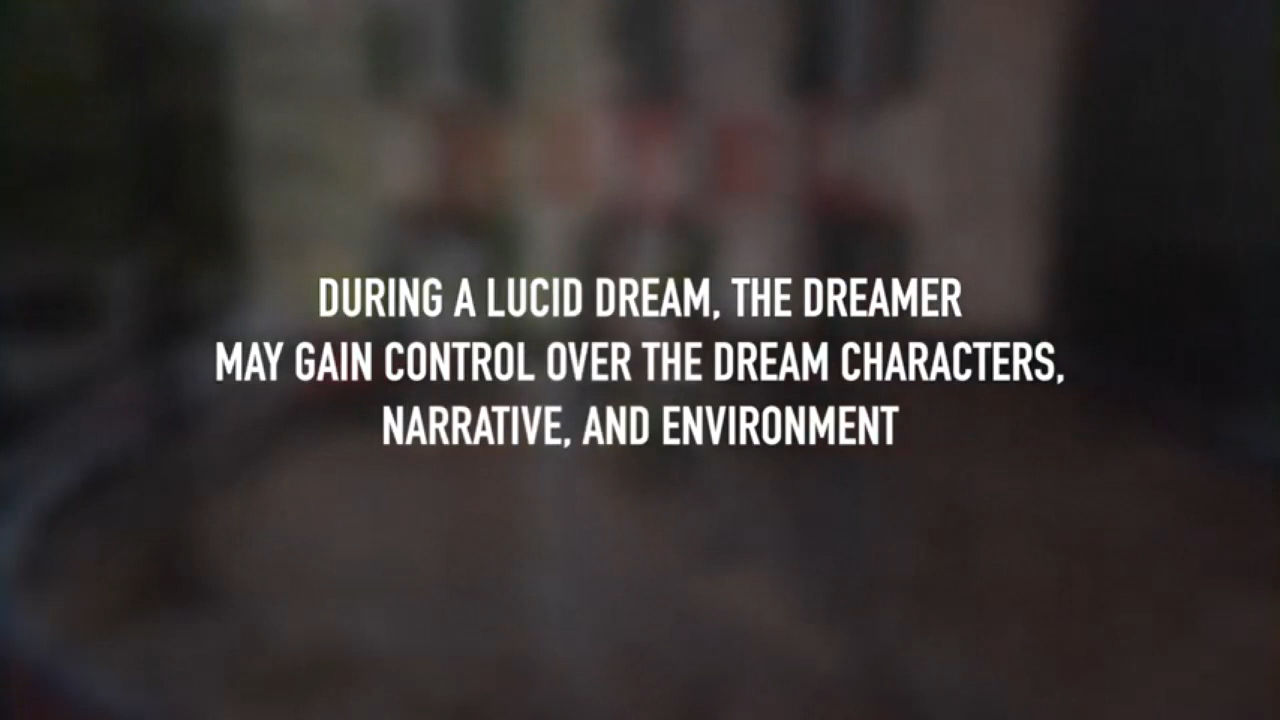 DURING A LUCID DREAM, THE DREAMER
MAY GAIN CONTROL OVER THE DREAM CHARACTERS,
NARRATIVE, AND ENVIRONMENT